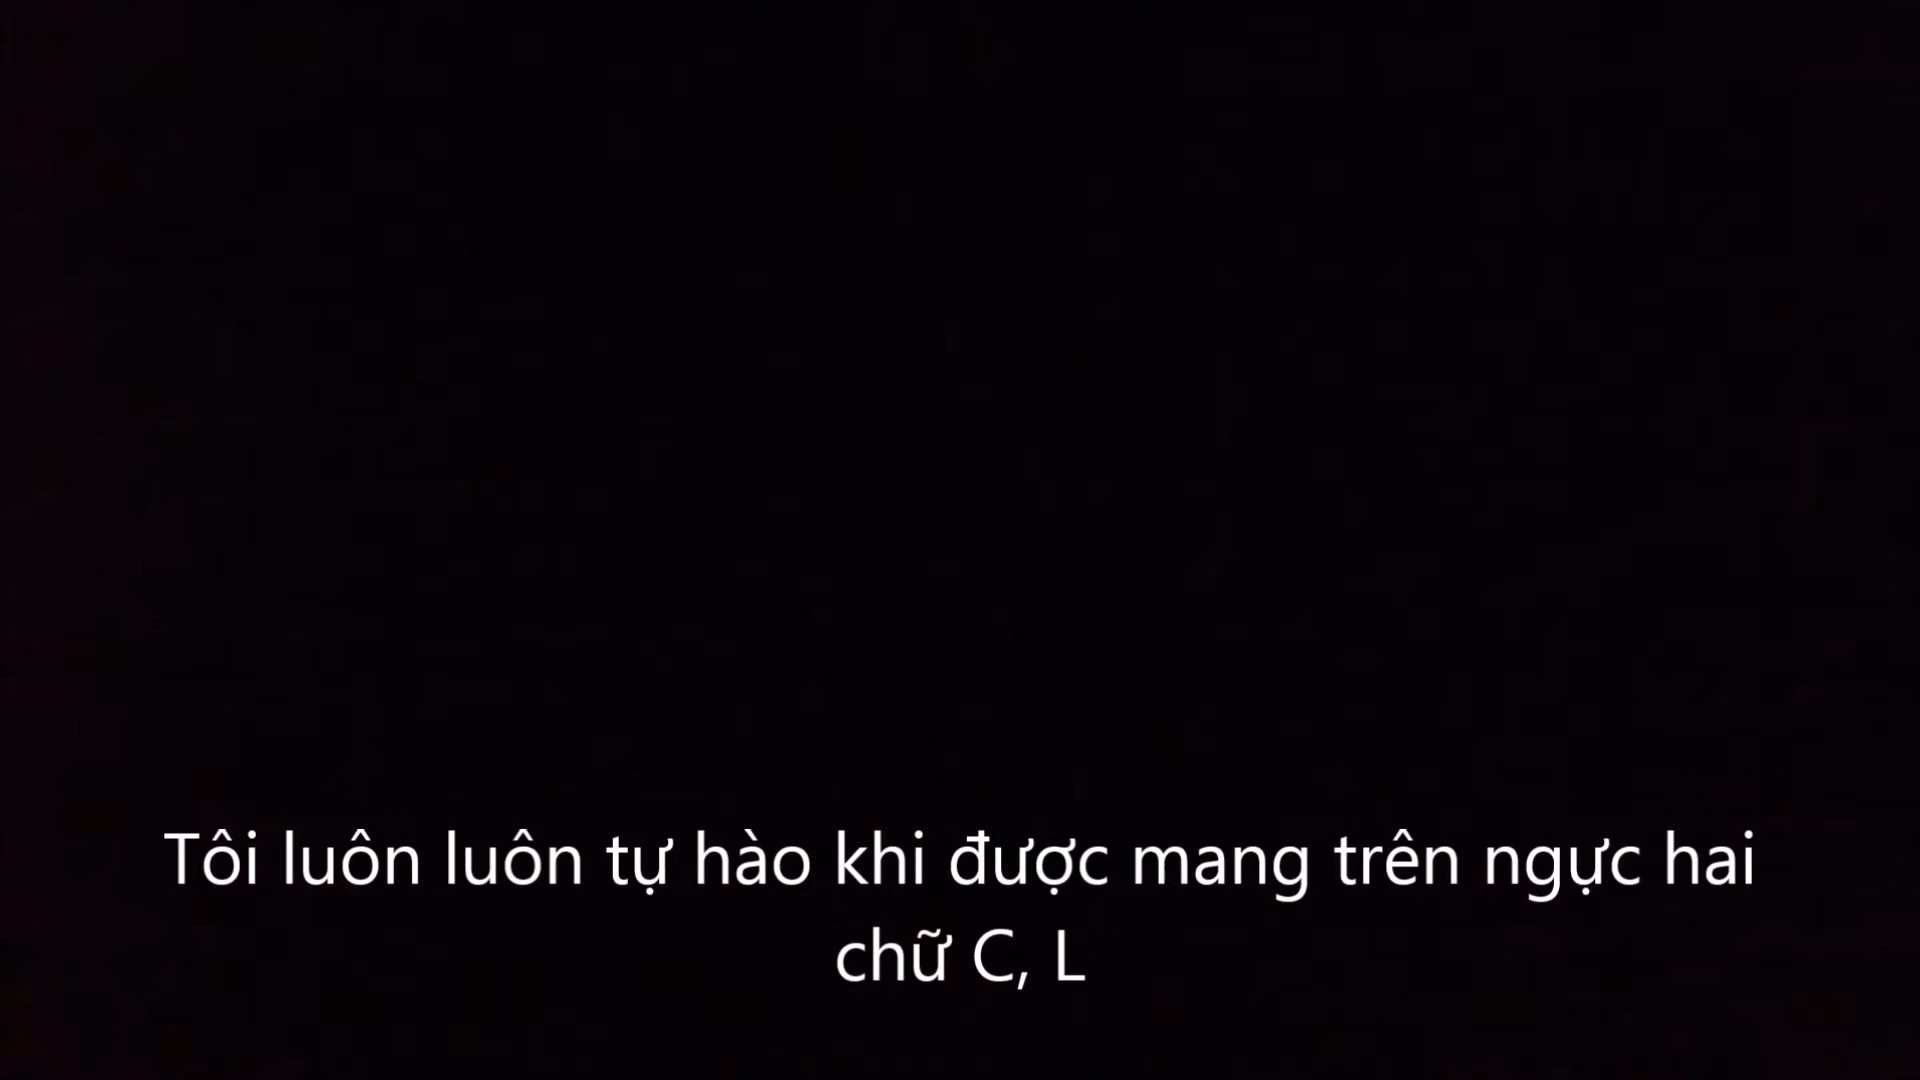 Tôi luôn luôn tự hào khi được mang trên ngực hai
chữ C, L